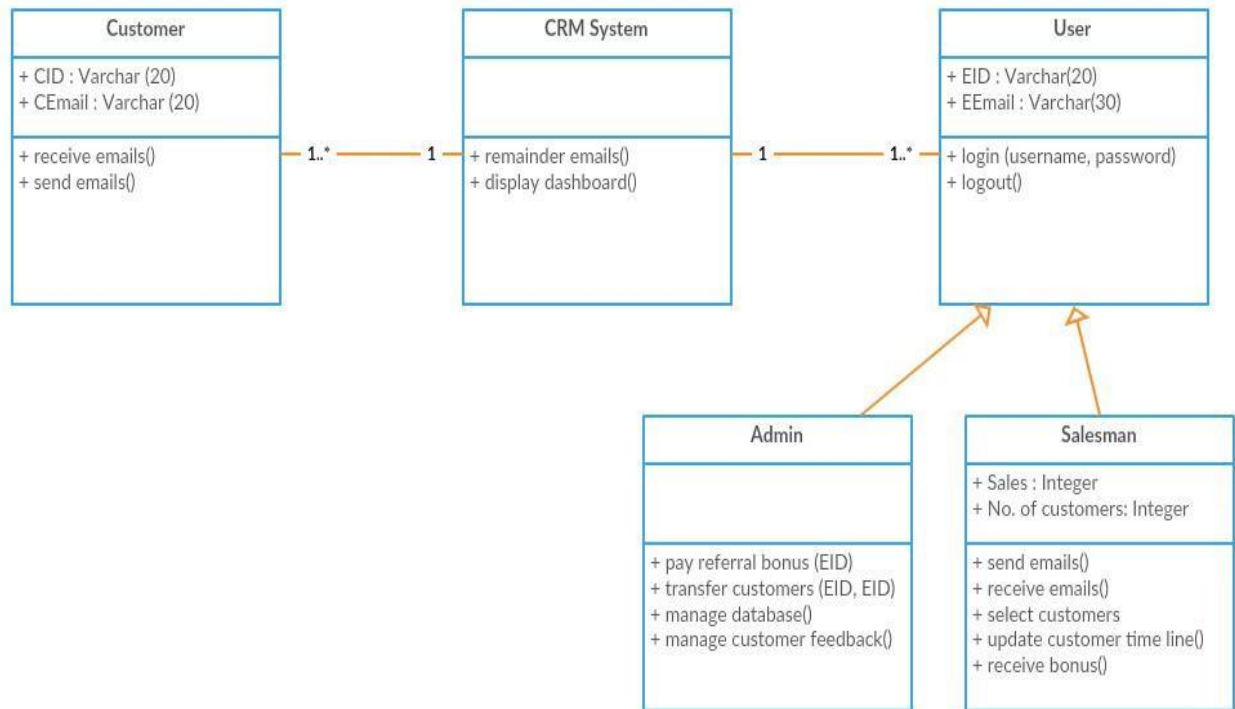 Customer
+ CID : Varchar (20)
+ CEmail : Varchar (20)
+ receive emails()
+ send emails()
1..*
1
CRM System
+ remainder emails()
+ display dashboard()
1
1..*
User
+ EID : Varchar(20)
+ EEmail : Varchar(30)
+ login (username, password)
+ logout()
Admin
+ pay referral bonus (EID)
+ transfer customers (EID, EID)
+ manage database()
+ manage customer feedback()
Salesman
+ Sales : Integer
+ No. of customers: Integer
+ send emails()
+ receive emails()
+ select customers
+ update customer time line()
+ receive bonus()